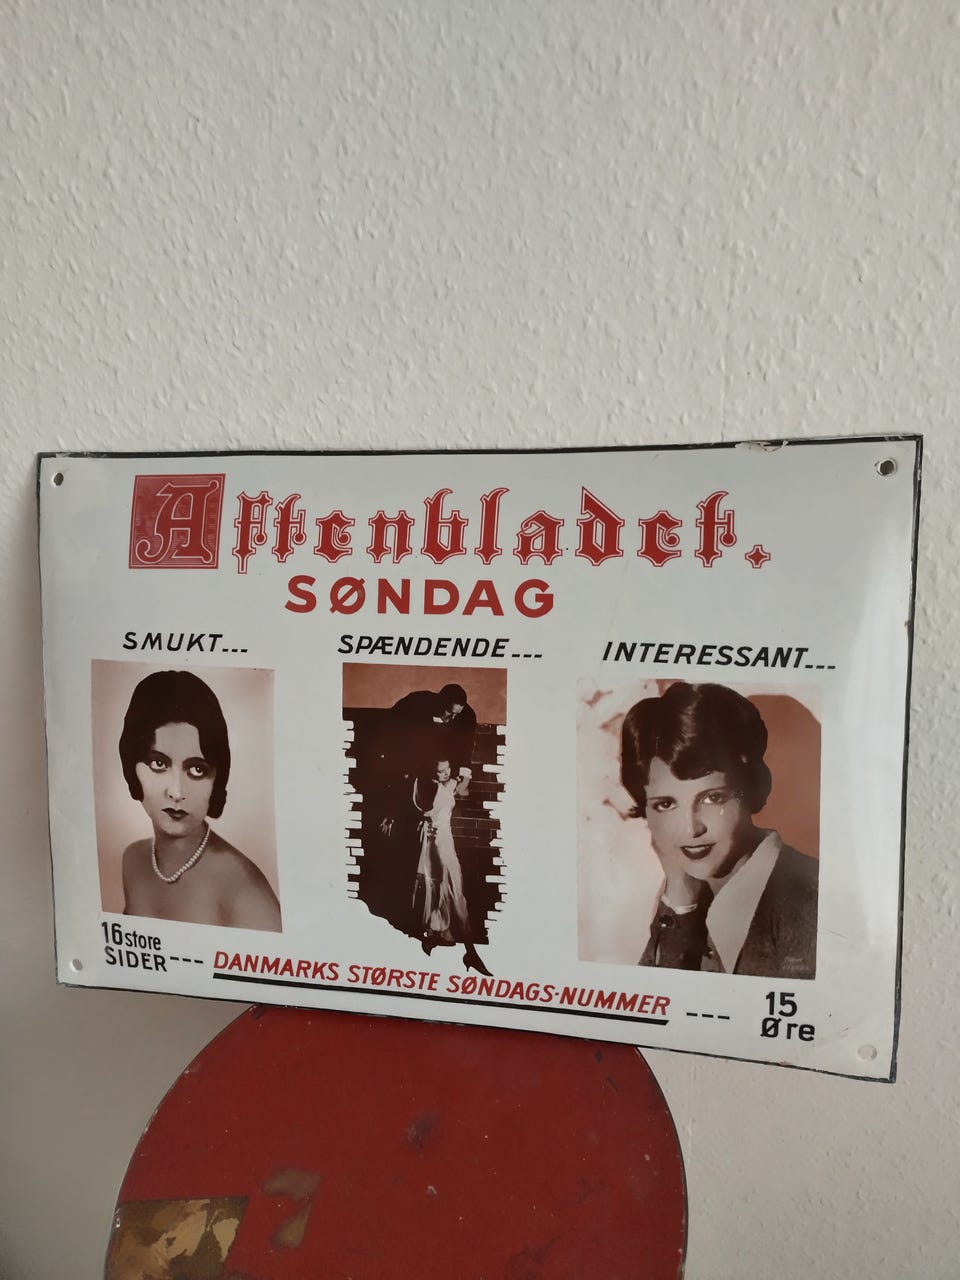 Aftenbladet.
SØNDAG
SMUKT...
SPÆNDENDE...
INTERESSANT...
16 store
SIDER---
DANMARKS STØRSTE SØNDAGS-NUMMER ---
15
Øre